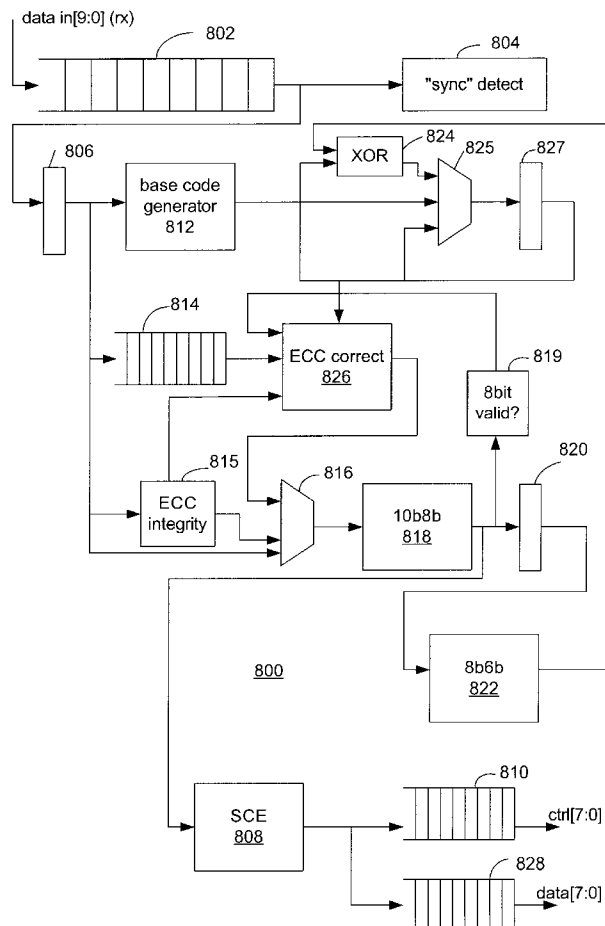 data in[9:0] (rx)
802
804
"sync" detect
806
824
825
827
XOR
base code
generator
812
814
819
ECC correct
826
8bit
valid?
815
816
820
ECC
integrity
10b8b
818
800
8b6b
822
810
SCE
808
ctrl[7:0]
828
data[7:0]